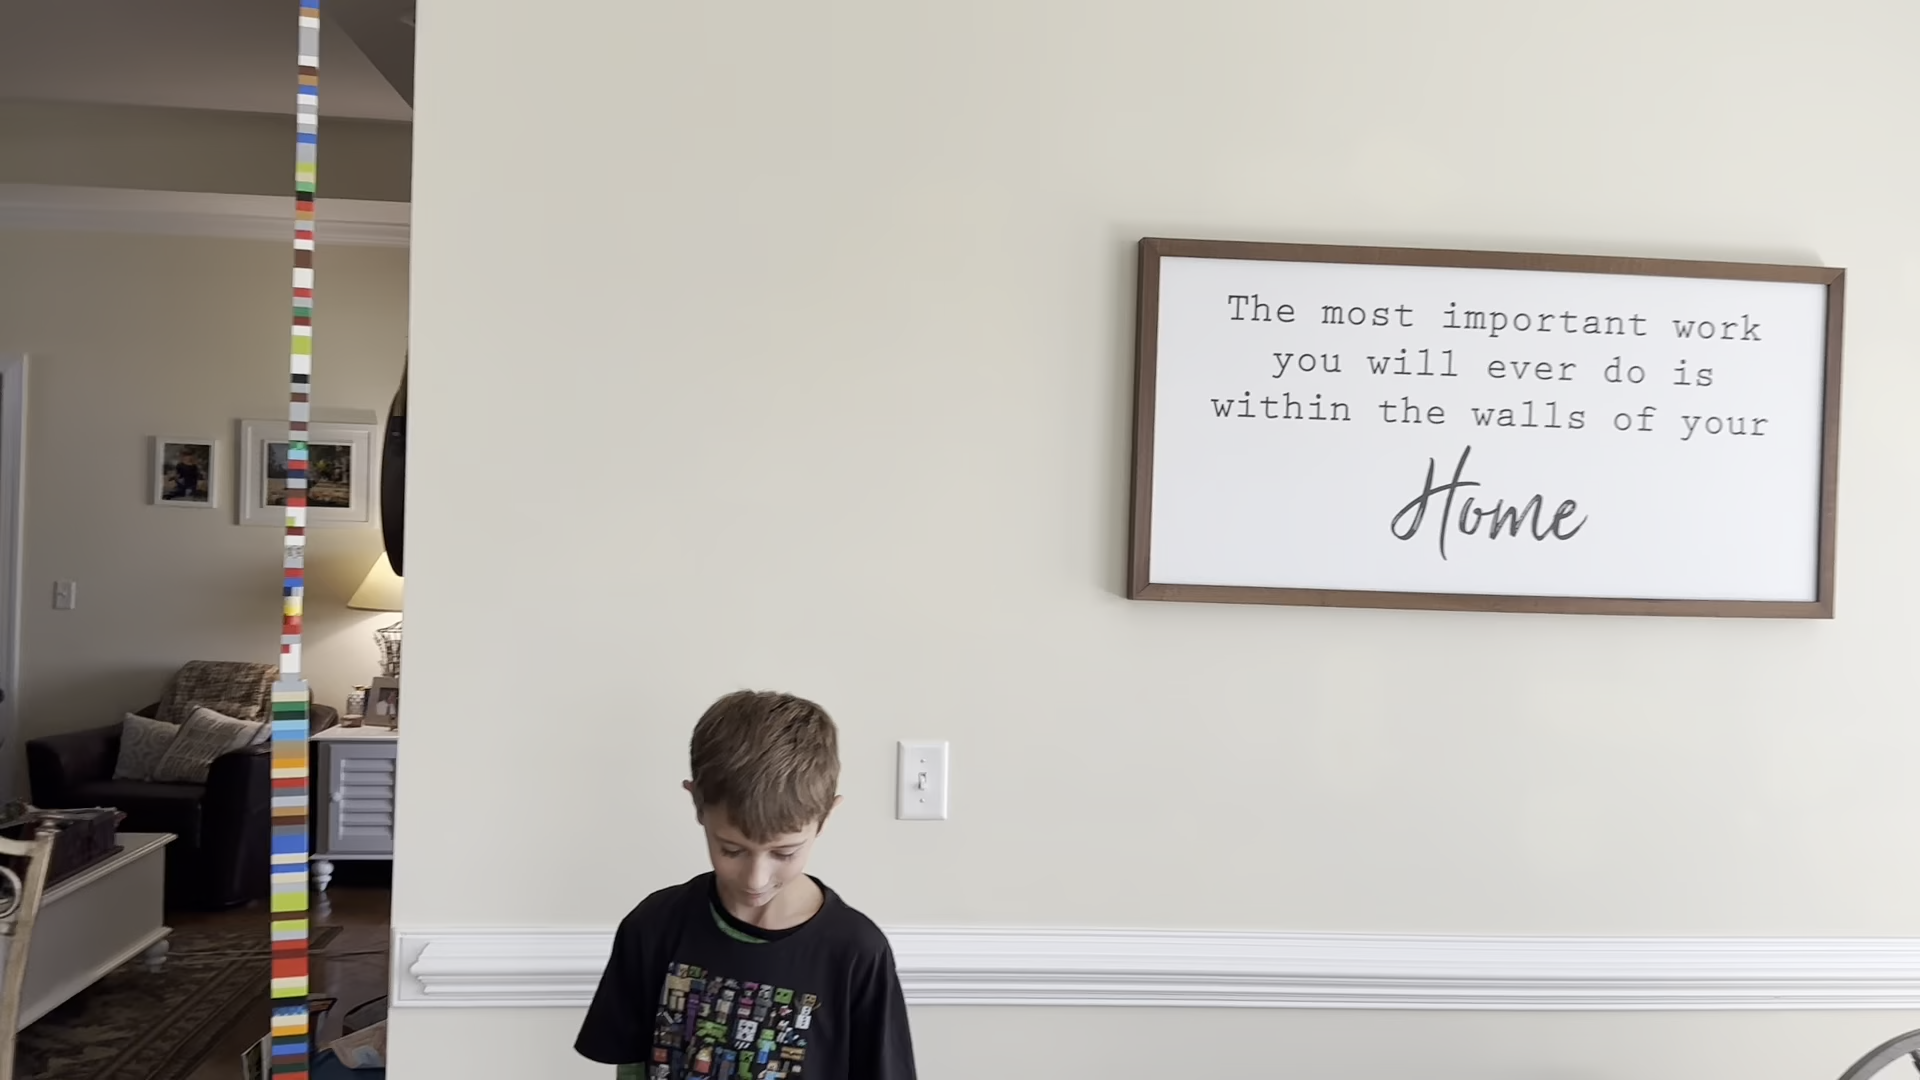 The most important work
you will ever do is
within the walls of your
Home